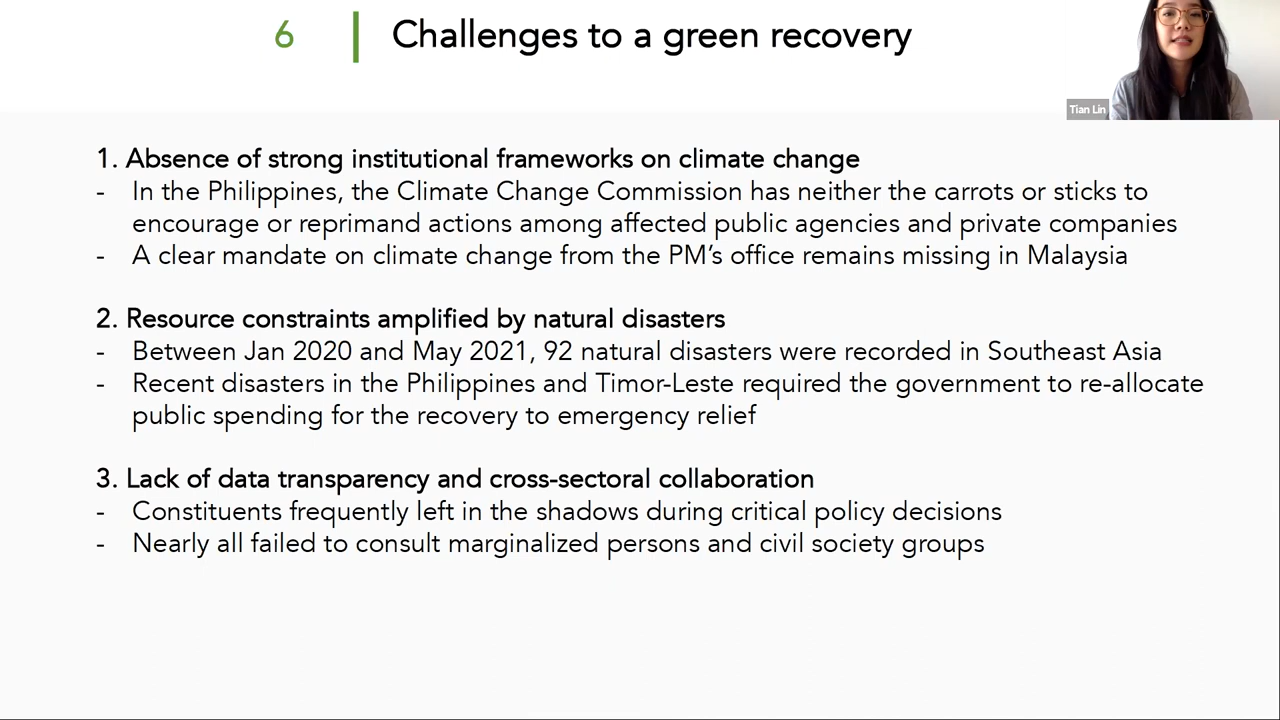 6 | Challenges to a green recovery
Tian Lin
1. Absence of strong institutional frameworks on climate change
- In the Philippines, the Climate Change Commission has neither the carrots or sticks to
encourage or reprimand actions among affected public agencies and private companies
- A clear mandate on climate change from the PM’s office remains missing in Malaysia
2. Resource constraints amplified by natural disasters
- Between Jan 2020 and May 2021, 92 natural disasters were recorded in Southeast Asia
- Recent disasters in the Philippines and Timor-Leste required the government to re-allocate
public spending for the recovery to emergency relief
3. Lack of data transparency and cross-sectoral collaboration
- Constituents frequently left in the shadows during critical policy decisions
- Nearly all failed to consult marginalized persons and civil society groups